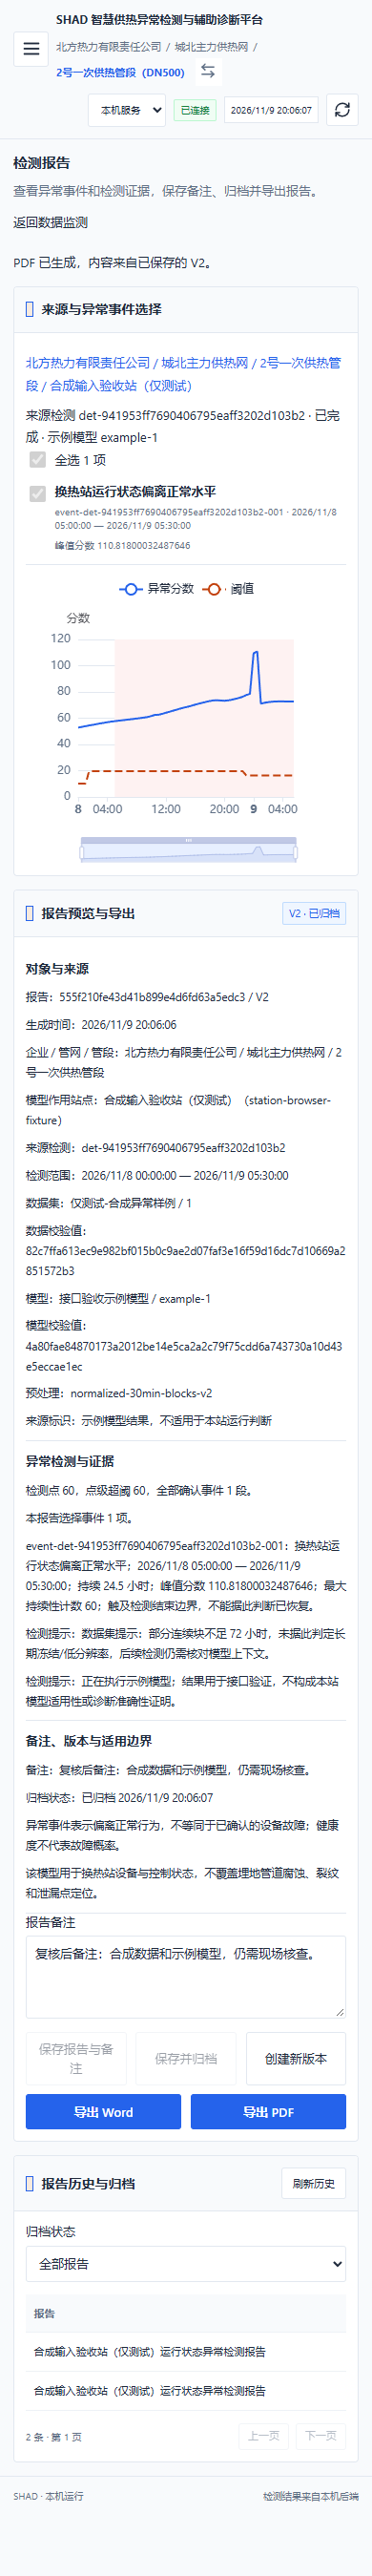 SHAD 智慧供热异常检测与辅助诊断平台
北方热力有限责任公司 / 城北主力供热网 /
2号一次供热管段（DN500）
本机服务
已连接
2026/11/9 20:06:07
检测报告
查看异常事件和检测证据，保存备注、归档并导出报告。
返回数据监测
PDF 已生成，内容来自已保存的 V2。
来源与异常事件选择
北方热力有限责任公司 / 城北主力供热网 / 2号一次供热管
段 / 合成输入验收站（仅测试）
来源检测 det-941953ff7690406795eaff3202d103b2 · 已完
成 · 示例模型 example-1
全选 1 项
换热站运行状态偏离正常水平
event-det-941953ff7690406795eaff3202d103b2-001 · 2026/11/8
05:00:00 — 2026/11/9 05:30:00
峰值分数 110.81800032487646
异常分数
· 阈值
分数
120
100
80
60
40
20
0
8 04:00 12:00 20:00 9 04:00
报告预览与导出
V2 · 已归档
对象与来源
报告：555f210fe43d41b899e4d6fd63a5edc3 / V2
生成时间：2026/11/9 20:06:06
企业 / 管网 / 管段：北方热力有限责任公司 / 城北主力供热网 / 2
号一次供热管段
模型作用站点：合成输入验收站（仅测试）（station-browser-
fixture）
来源检测：det-941953ff7690406795eaff3202d103b2
检测范围：2026/11/8 00:00:00 — 2026/11/9 05:30:00
数据集：仅测试-合成异常样例 / 1
数据校验值：
82c7ffa613ec9e982bf015b0c9ae2d07faf3e16f59d16dc7d10669a2
851572b3
模型：接口验收示例模型 / example-1
模型校验值：
4a80fae84870173a2012be14e5ca2a2c79f75cdd6a743730a10d43
e5eccae1ec
预处理：normalized-30min-blocks-v2
来源标识：示例模型结果，不适用于本站运行判断
异常检测与证据
检测点 60，点级超阈 60，全部确认事件 1 段。
本报告选择事件 1 项。
event-det-941953ff7690406795eaff3202d103b2-001：换热站运
行状态偏离正常水平；2026/11/8 05:00:00 — 2026/11/9
05:30:00；持续 24.5 小时；峰值分数 110.81800032487646；最大
持续性计数 60；触及检测结束边界，不能据此判断已恢复。
检测提示：数据集提示：部分连续块不足 72 小时，未据此判定长
期冻结/低分辨率，后续检测仍需核对模型上下文。
检测提示：正在执行示例模型；结果用于接口验证，不构成本站
模型适用性或诊断准确性证明。
备注、版本与适用边界
备注：复核后备注：合成数据和示例模型，仍需现场核查。
归档状态：已归档 2026/11/9 20:06:07
异常事件表示偏离正常行为，不等同于已确认的设备故障；健康
度不代表故障概率。
该模型用于换热站设备与控制状态，不覆盖埋地管道腐蚀、裂纹
和泄漏点定位。
报告备注
复核后备注：合成数据和示例模型，仍需现场核查。
保存报告与备
注
保存并归档
创建新版本
导出 Word
导出 PDF
报告历史与归档
刷新历史
归档状态
全部报告
报告
合成输入验收站（仅测试）运行状态异常检测报告
合成输入验收站（仅测试）运行状态异常检测报告
2 条 · 第 1 页
上一页
下一页
SHAD · 本机运行
检测结果来自本机后端